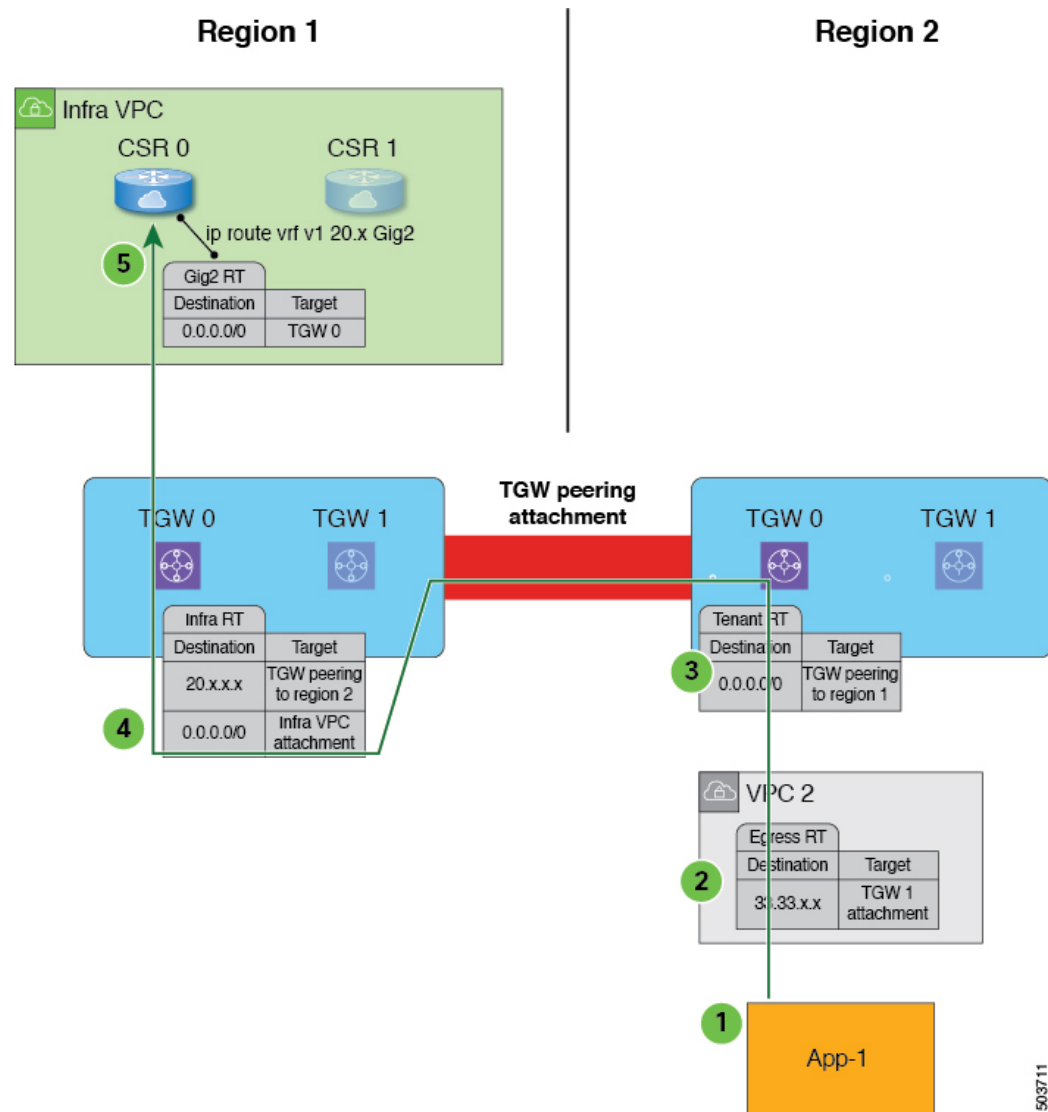 Region 1
Region 2
Infra VPC
CSR 0
CSR 1
ip route vrf v1 20.x Gig2
5
Gig2 RT
Destination
Target
0.0.0.0/0
TGW 0
TGW peering
attachment
TGW 0
TGW 1
TGW 0
TGW 1
Infra RT
Destination
Target
20.x.x.x
TGW peering
to region 2
4
0.0.0.0/0
Infra VPC
attachment
Tenant RT
Destination
Target
3
0.0.0.0/0
TGW peering
to region 1
VPC 2
Egress RT
Destination
Target
2
33.33.x.x
TGW 1
attachment
1
App-1
503711